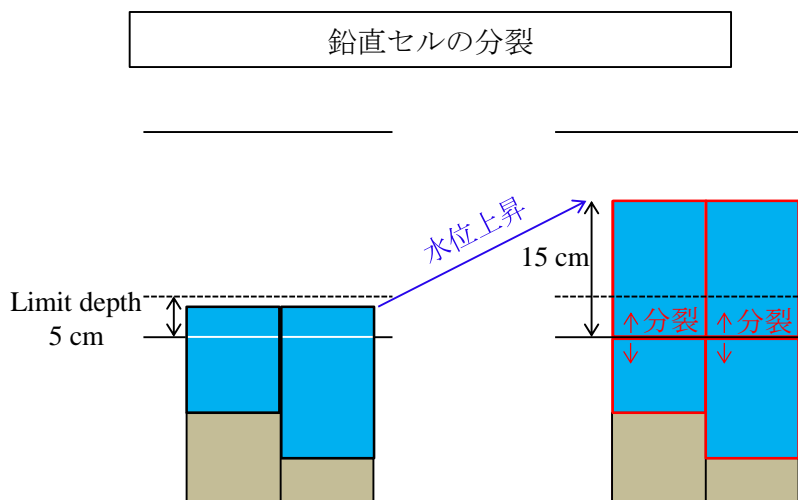 鉛直セルの分裂
水位上昇
15 cm
Limit depth
5 cm
分裂
分裂